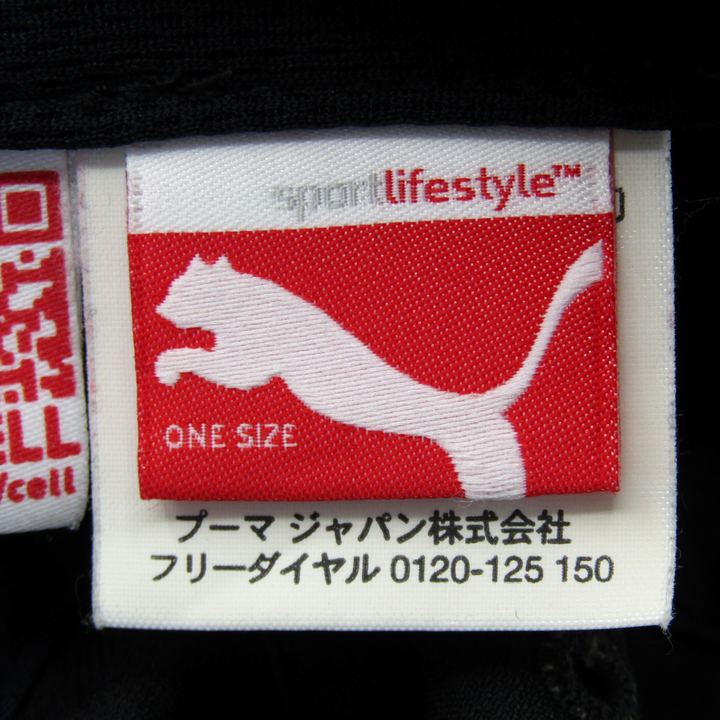 sportlifestyle™
ONE SIZE
プーマ ジャパン株式会社
フリーダイヤル 0120-125 150
/cell